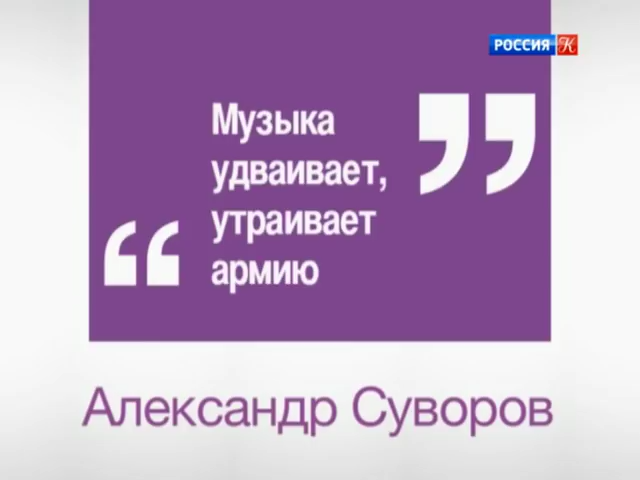 РОССИЯ К
Музыка
удваивает,
утраивает
армию
Александр Суворов